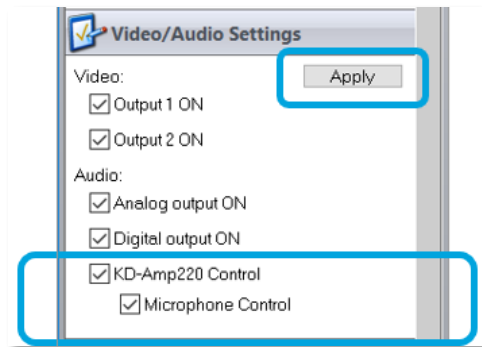 Video/Audio Settings
Video:
Apply
Output 1 ON
Output 2 ON
Audio:
Analog output ON
Digital output ON
KD-Amp220 Control
Microphone Control